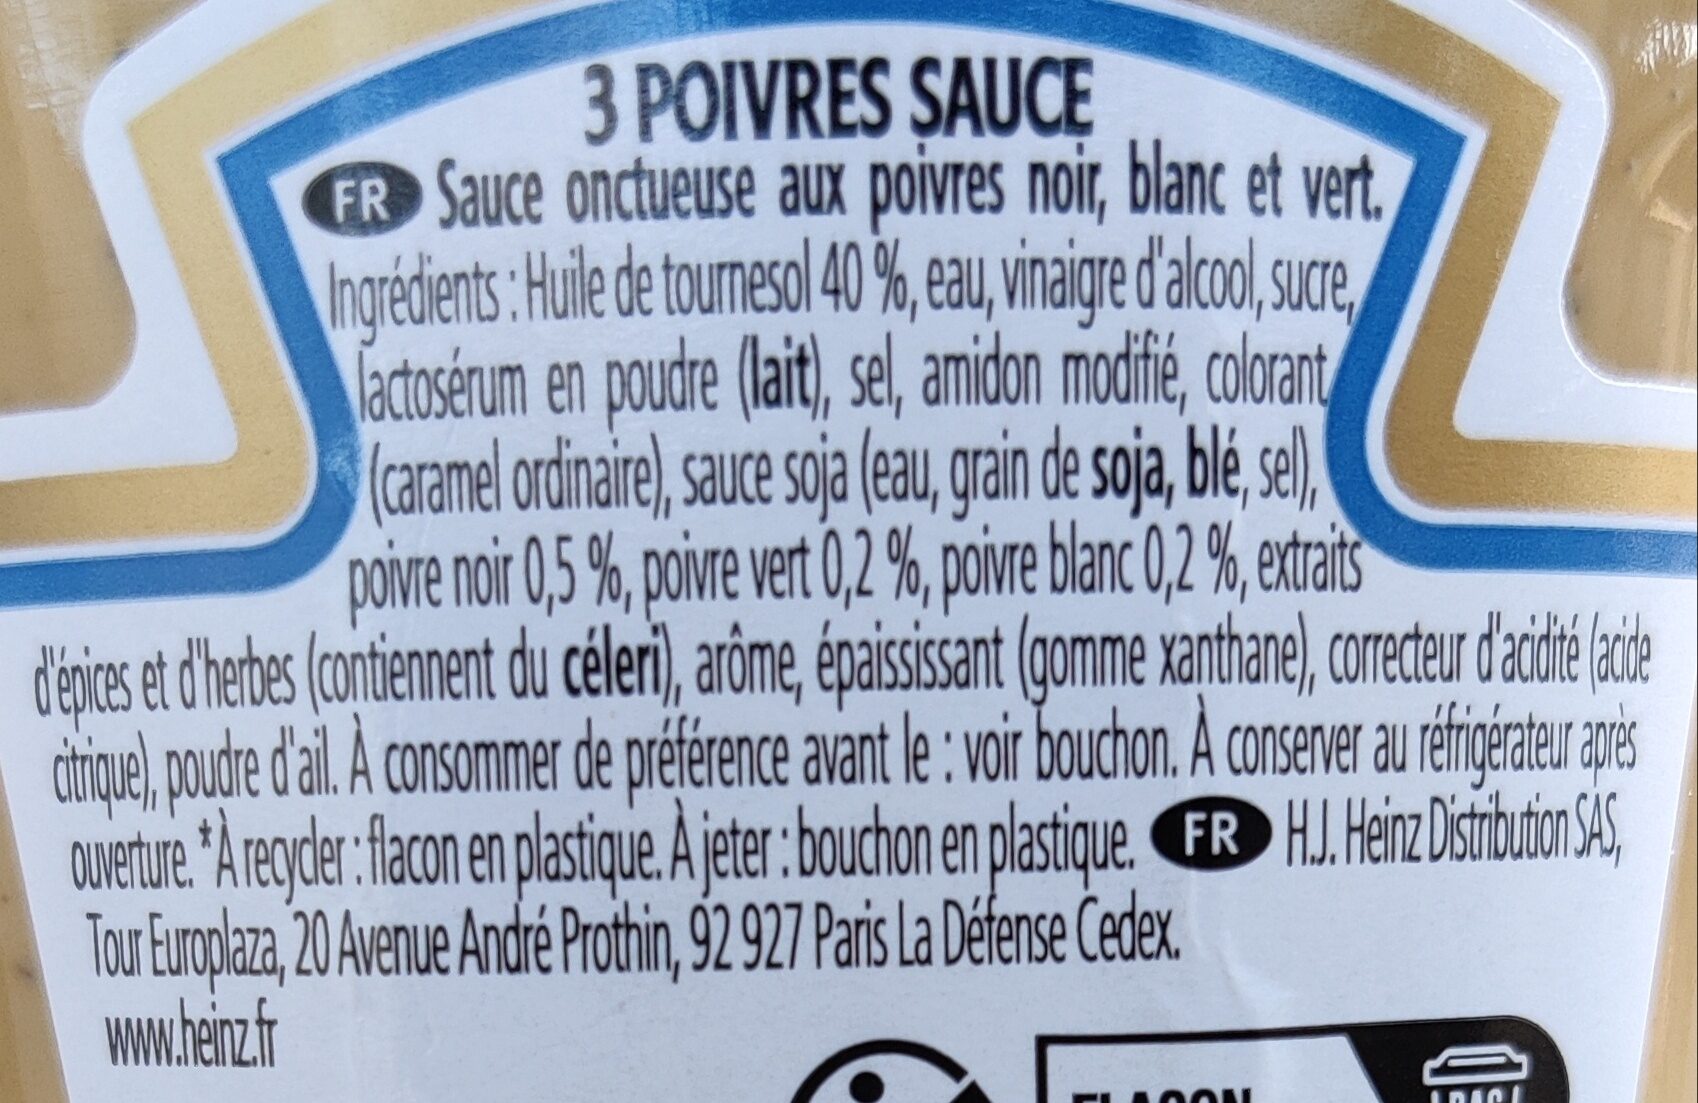 3 POIVRES SAUCE
FR Sauce onctueuse aux poivres noir, blanc et vert.
Ingrédients : Huile de tournesol 40 %, eau, vinaigre d'alcool, sucre,
lactosérum en poudre (lait), sel, amidon modifié, colorant
(caramel ordinaire), sauce soja (eau, grain de soja, blé, sel),
poivre noir 0,5 %, poivre vert 0,2 %, poivre blanc 0,2 %, extraits
d'épices et d'herbes (contiennent du céleri), arôme, épaississant (gomme xanthane), correcteur d'acidité (acide
citrique), poudre d'ail. À consommer de préférence avant le : voir bouchon. À conserver au réfrigérateur après
ouverture. *À recycler : flacon en plastique. À jeter : bouchon en plastique. FR H.J. Heinz Distribution SAS,
Tour Europlaza, 20 Avenue André Prothin, 92 927 Paris La Défense Cedex.
www.heinz.fr
FLACON